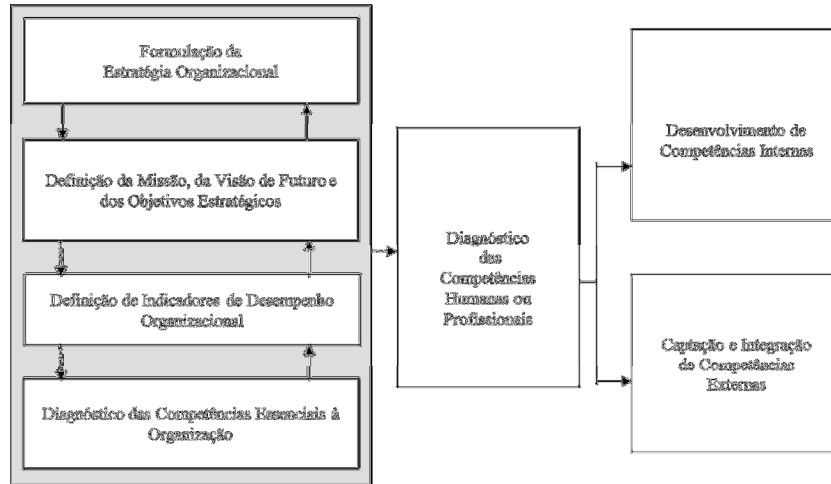 Formulação da
Estratégia Organizacional
Definição da Missão, da Visão de Futuro e
dos Objetivos Estratégicos
Definição de Indicadores de Desempenho
Organizacional
Diagnóstico das Competências Essenciais à
Organização
Diagnóstico
das
Competências
Humanas ou
Profissionais
Desenvolvimento de
Competências Internas
Captação e Integração
de Competências
Externas